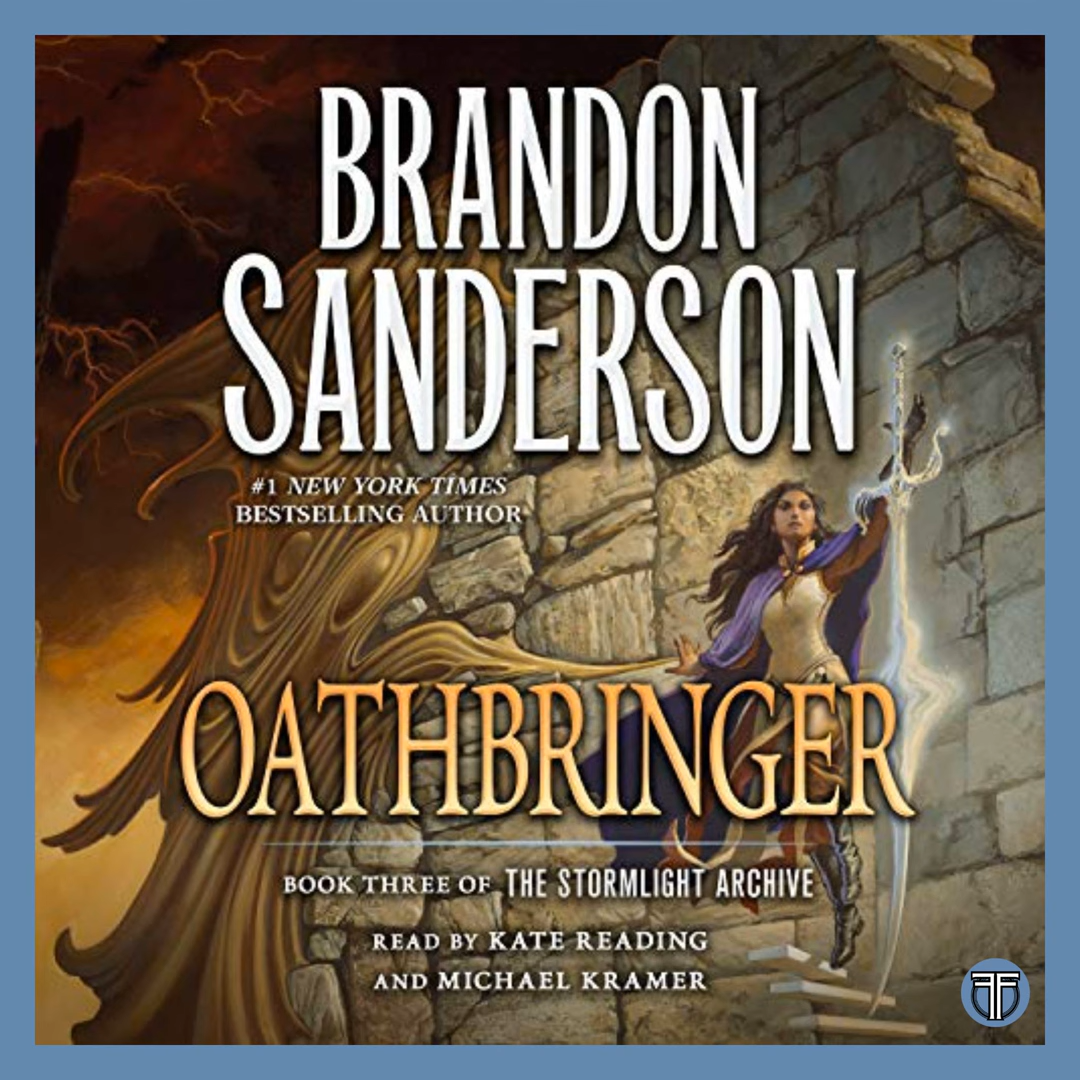 BRANDON
SANDERSON
#1 NEW YORK TIMES
BESTSELLING AUTHOR
OATHBRINGER
BOOK THREE OF THE STORMLIGHT ARCHIVE
READ BY KATE READING
AND MICHAEL KRAMER